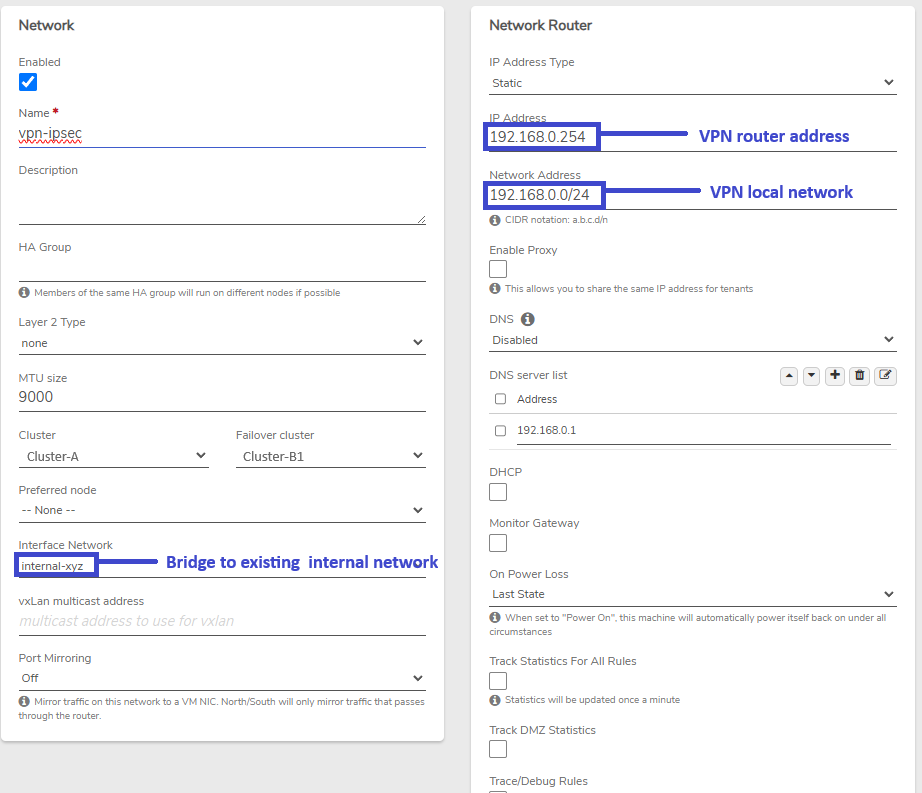 Network
Enabled
Name *
vpn-ipsec
Description
HA Group
Members of the same HA group will run on different nodes if possible
Layer 2 Type
none
MTU size
9000
Cluster
Failover cluster
Cluster-A
Cluster-B1
Preferred node
-- None --
Interface Network
internal-xyz
Bridge to existing internal network
vxLan multicast address
multicast address to use for vxlan
Port Mirroring
Off
Mirror traffic on this network to a VM NIC. North/South will only mirror traffic that passes
through the router.
Network Router
IP Address Type
Static
IP Address
192.168.0.254
VPN router address
Network Address
192.168.0.0/24
VPN local network
CIDR notation: a.b.c.d/n
Enable Proxy
This allows you to share the same IP address for tenants
DNS
Disabled
DNS server list
Address
192.168.0.1
DHCP
Monitor Gateway
On Power Loss
Last State
When set to "Power On", this machine will automatically power itself back on under all
circumstances
Track Statistics For All Rules
Statistics will be updated once a minute
Track DMZ Statistics
Trace/Debug Rules